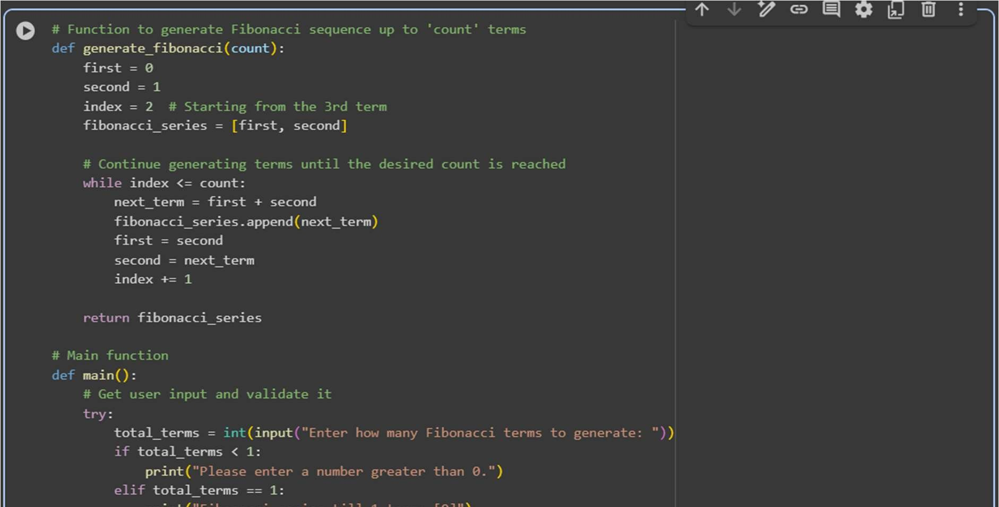 # Function to generate Fibonacci sequence up to 'count' terms
def generate_fibonacci(count):
    first = 0
    second = 1
    index = 2  # Starting from the 3rd term
    fibonacci_series = [first, second]

    # Continue generating terms until the desired count is reached
    while index <= count:
        next_term = first + second
        fibonacci_series.append(next_term)
        first = second
        second = next_term
        index += 1

    return fibonacci_series

# Main function
def main():
    # Get user input and validate it
    try:
        total_terms = int(input("Enter how many Fibonacci terms to generate: "))
        if total_terms < 1:
            print("Please enter a number greater than 0.")
        elif total_terms == 1: